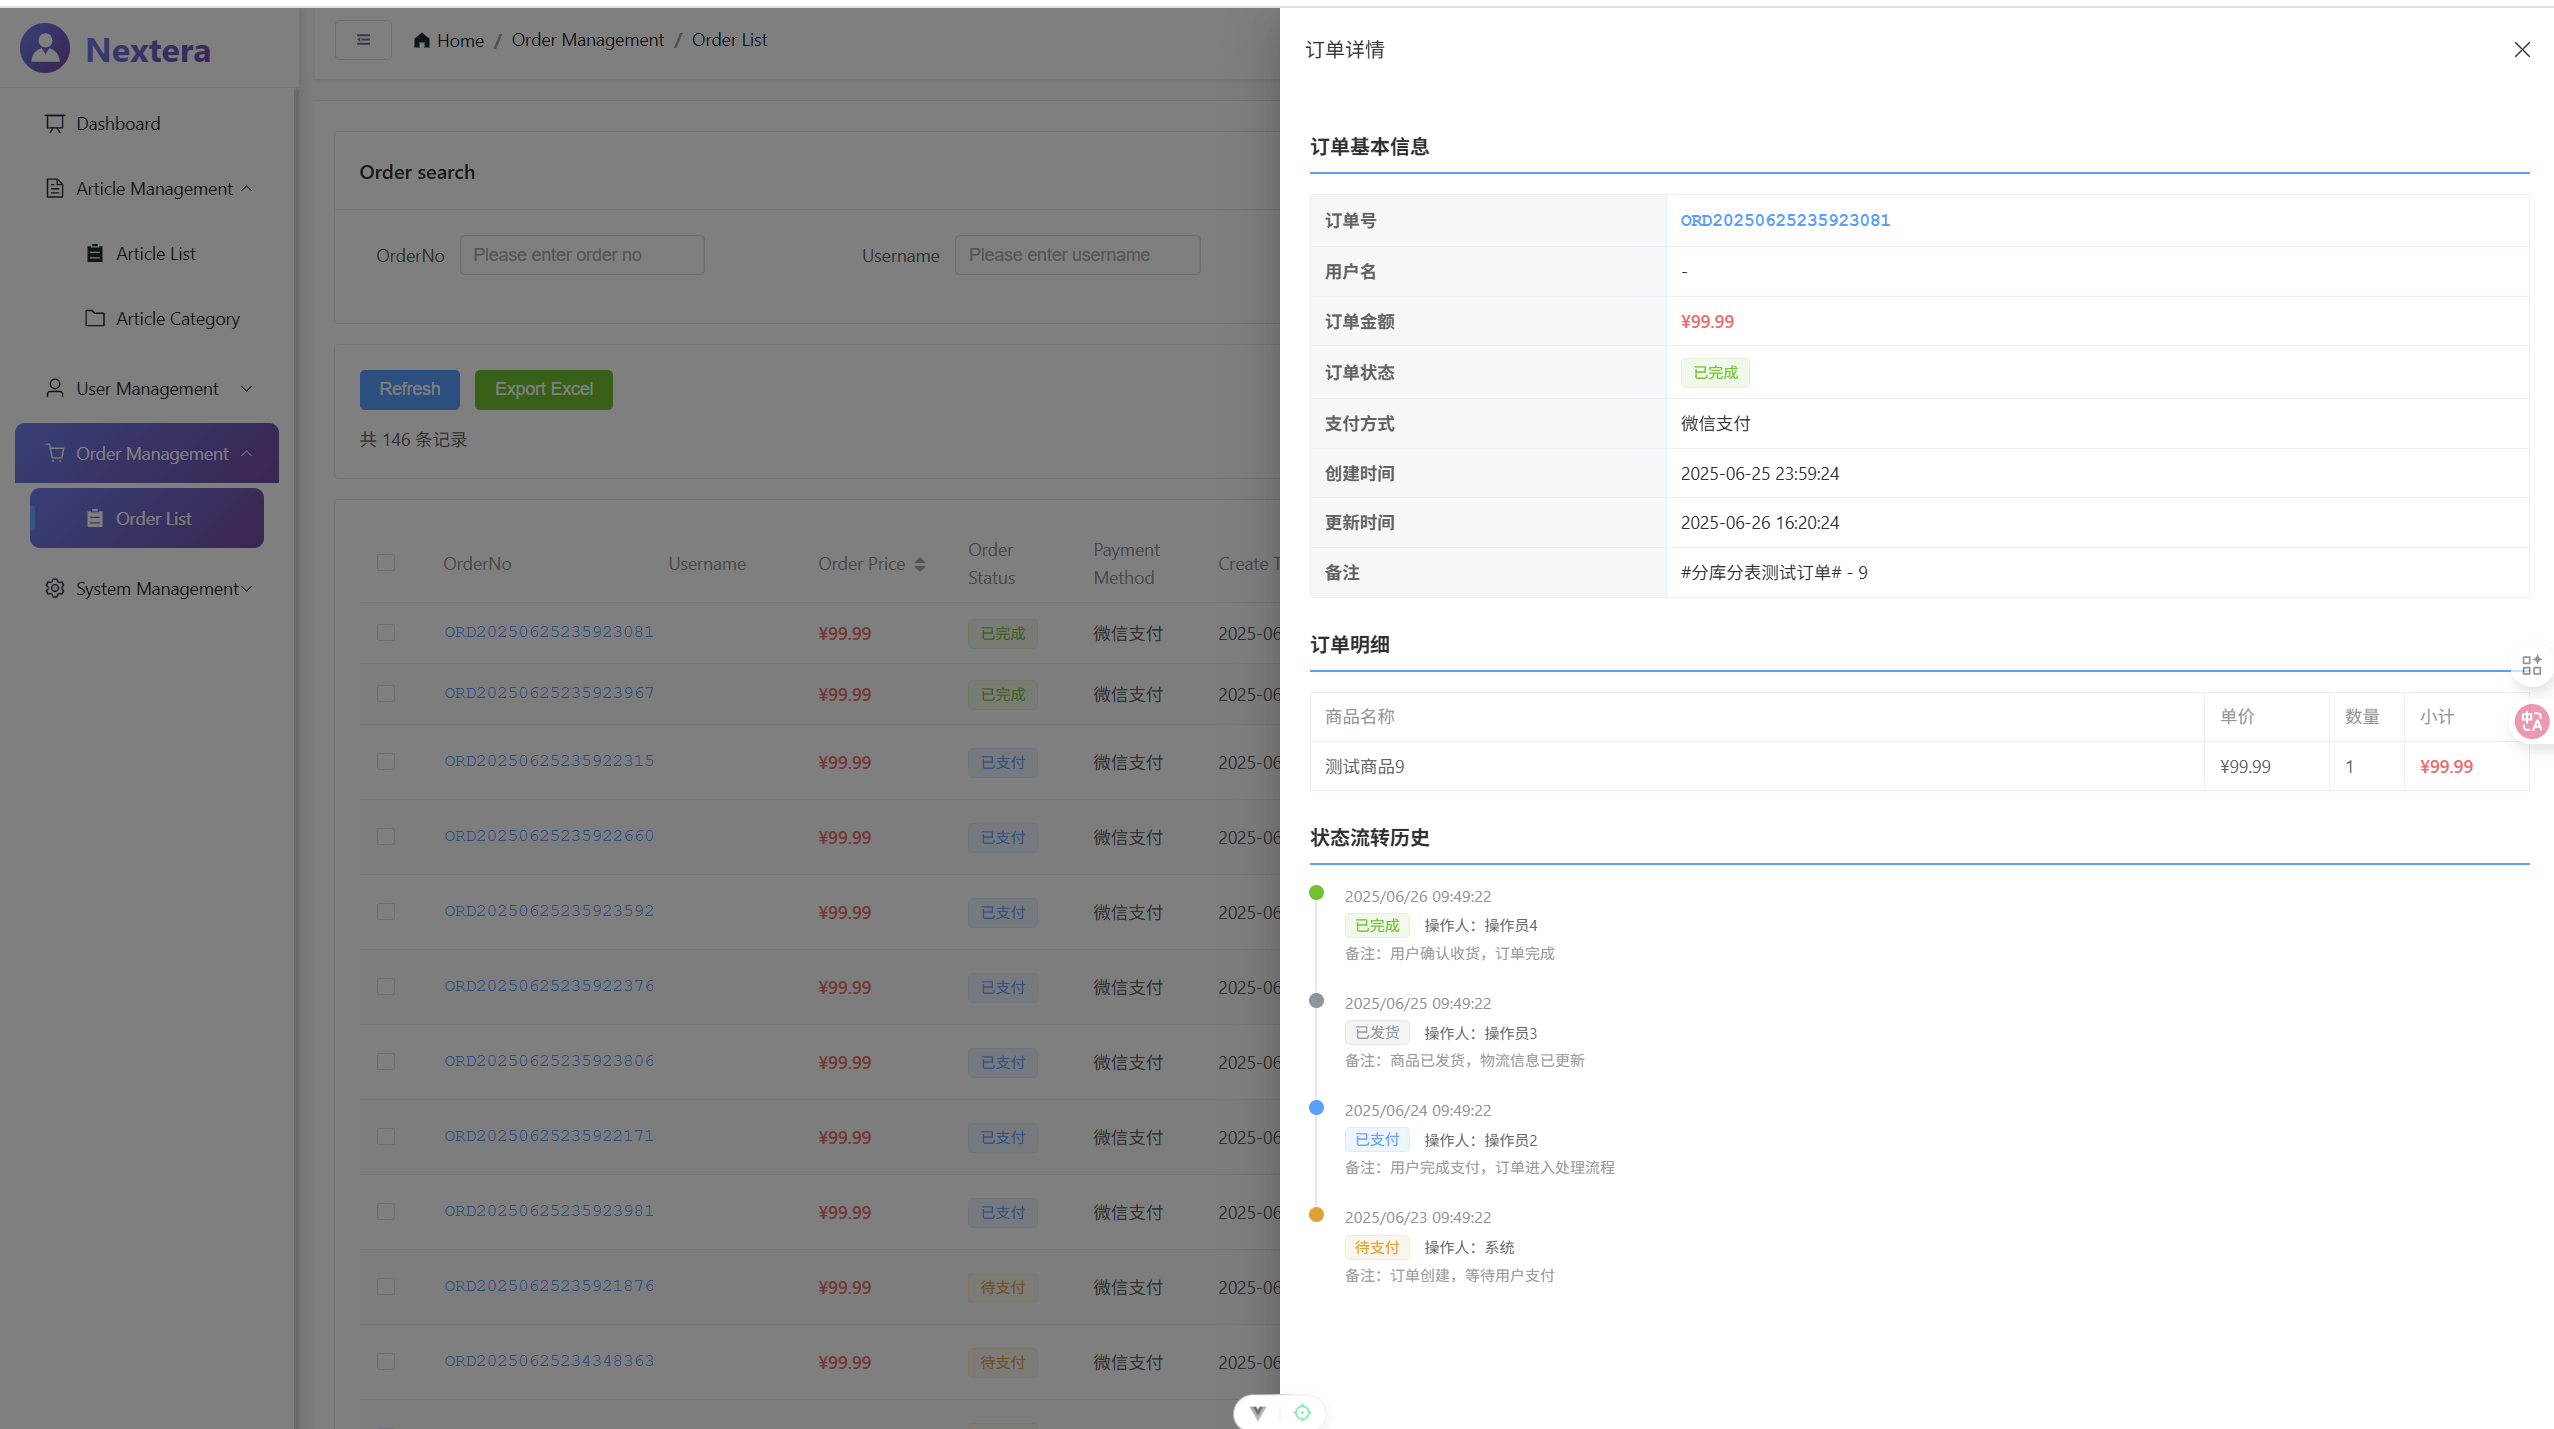 Nextera
Dashboard
Article Management
Article List
Article Category
User Management
Order Management
Order List
System Management
Home / Order Management / Order List
Order search
OrderNo Please enter order no Username Please enter username
Refresh Export Excel
共 146 条记录
OrderNo Username Order Price Order Status Payment Method Create T
ORD20250625235923081 ¥99.99 已完成 微信支付 2025-06
ORD20250625235923967 ¥99.99 已完成 微信支付 2025-06
ORD20250625235922315 ¥99.99 已支付 微信支付 2025-06
ORD20250625235922660 ¥99.99 已支付 微信支付 2025-06
ORD20250625235923592 ¥99.99 已支付 微信支付 2025-06
ORD20250625235922376 ¥99.99 已支付 微信支付 2025-06
ORD20250625235923806 ¥99.99 已支付 微信支付 2025-06
ORD20250625235922171 ¥99.99 已支付 微信支付 2025-06
ORD20250625235923981 ¥99.99 已支付 微信支付 2025-06
ORD20250625235921876 ¥99.99 待支付 微信支付 2025-06
ORD20250625234348363 ¥99.99 待支付 微信支付 2025-06
订单详情
订单基本信息
订单号 ORD20250625235923081
用户名 -
订单金额 ¥99.99
订单状态 已完成
支付方式 微信支付
创建时间 2025-06-25 23:59:24
更新时间 2025-06-26 16:20:24
备注 #分库分表测试订单# - 9
订单明细
商品名称 单价 数量 小计
测试商品9 ¥99.99 1 ¥99.99
状态流转历史
2025/06/26 09:49:22
已完成 操作人：操作员4
备注：用户确认收货，订单完成
2025/06/25 09:49:22
已发货 操作人：操作员3
备注：商品已发货，物流信息已更新
2025/06/24 09:49:22
已支付 操作人：操作员2
备注：用户完成支付，订单进入处理流程
2025/06/23 09:49:22
待支付 操作人：系统
备注：订单创建，等待用户支付